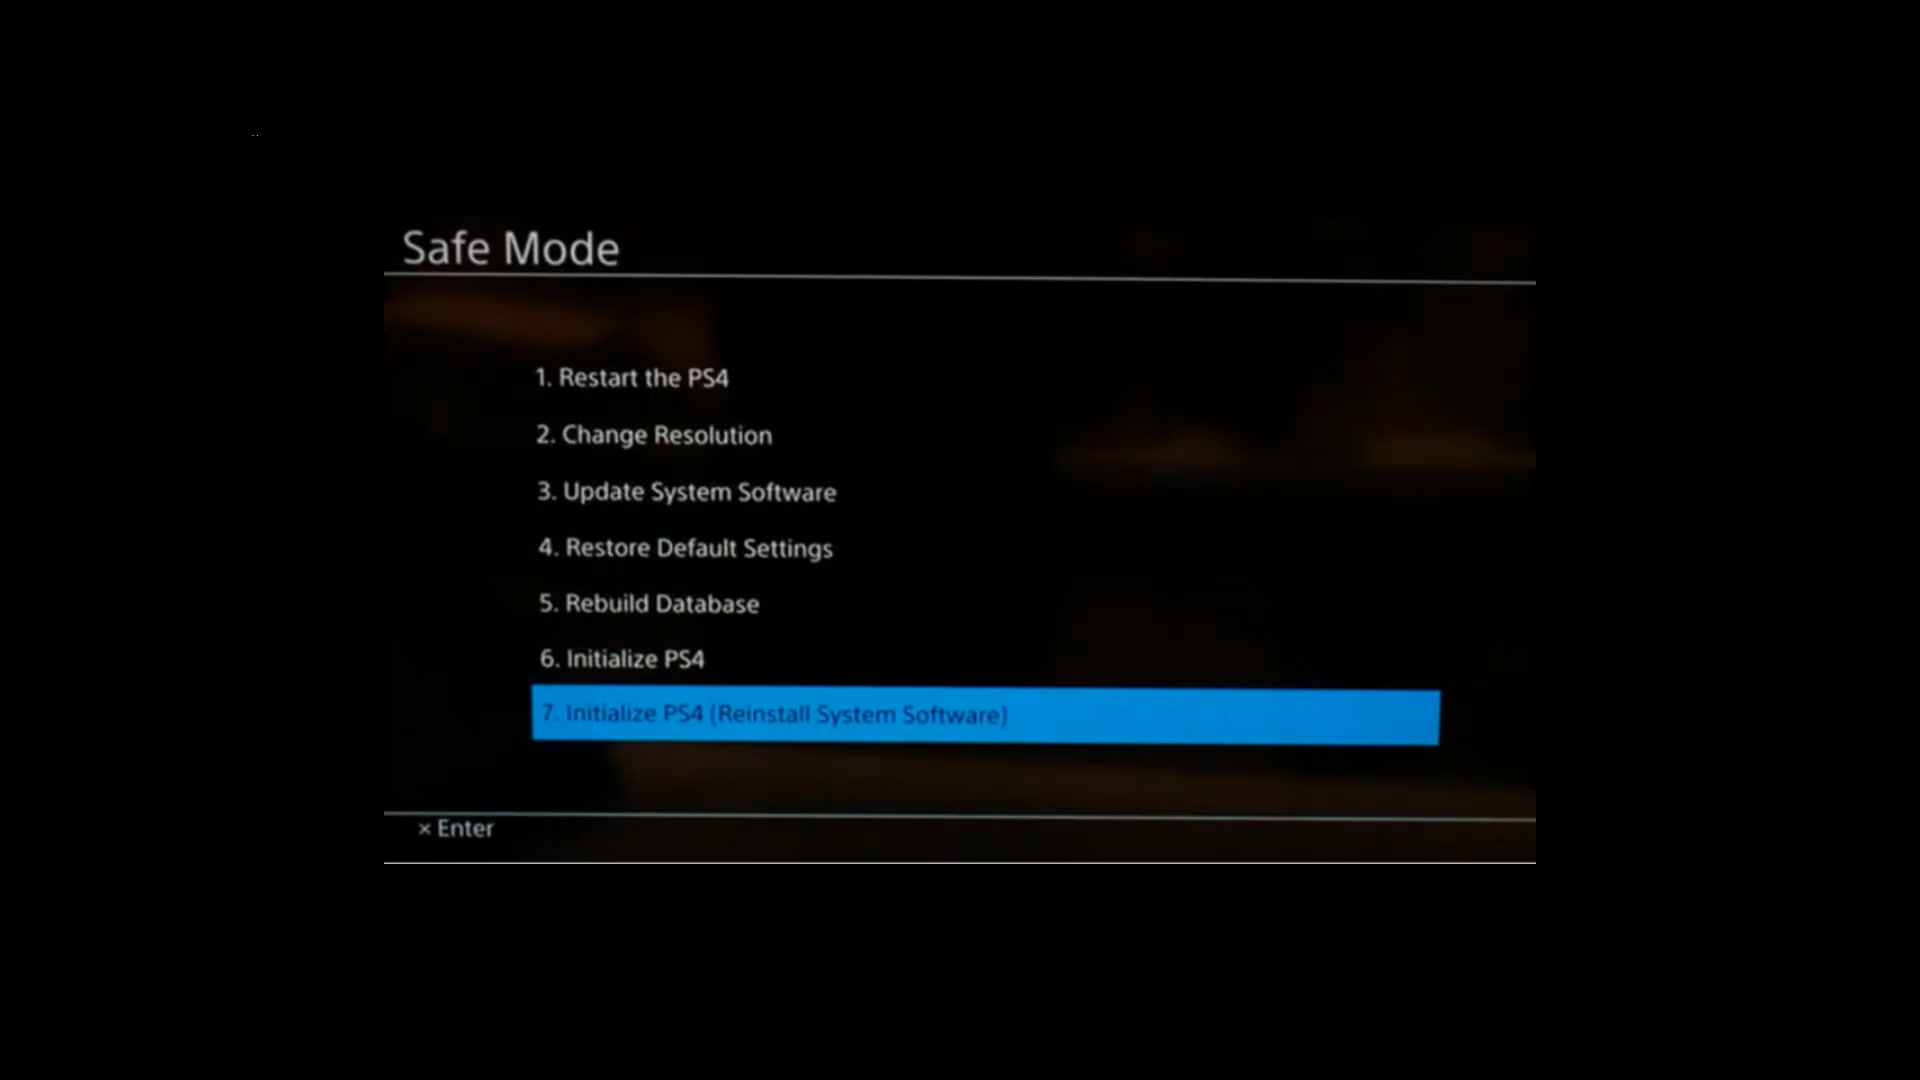 Safe Mode
1. Restart the PS4
2. Change Resolution
3. Update System Software
4. Restore Default Settings
5. Rebuild Database
6. Initialize PS4
7. Initialize PS4 (Reinstall System Software)
× Enter